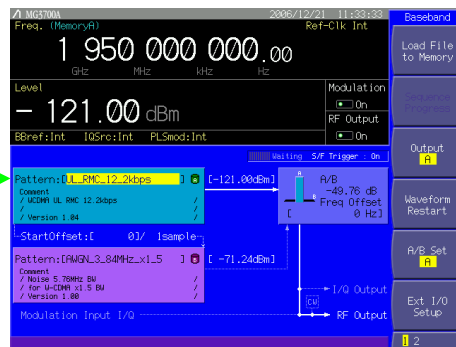 MG3700A 2006/12/21 11:33:33
Freq. (MemoryA) Ref-Clk Int
1 950 000 000.00
GHz MHz kHz Hz
Level
- 121.00 dBm
Modulation
On
RF Output
On
BBref:Int IQSrc:Int PLSmod:Int
Waiting S/F Trigger : On
Pattern:[UL_RMC_12_2kbps ] [-121.00dBm]
Comment
/ WCDMA UL RMC 12.2kbps /
/ /
/ Version 1.04 /
A
B
A/B
-49.76 dB
Freq Offset
[ 0 Hz]
StartOffset:[ 0]/ 1sample
Pattern:[AWGN_3_84MHz_x1_5 ] [ -71.24dBm]
Comment
/ Noise 5.76MHz BW /
/ for W-CDMA x1.5 BW /
/ Version 1.00 /
I/Q Output
CW
Modulation Input I/Q
RF Output
Baseband
Load File
to Memory
Sequence
Progress
Output
A
Waveform
Restart
A/B Set
A
Ext I/O
Setup
1 2